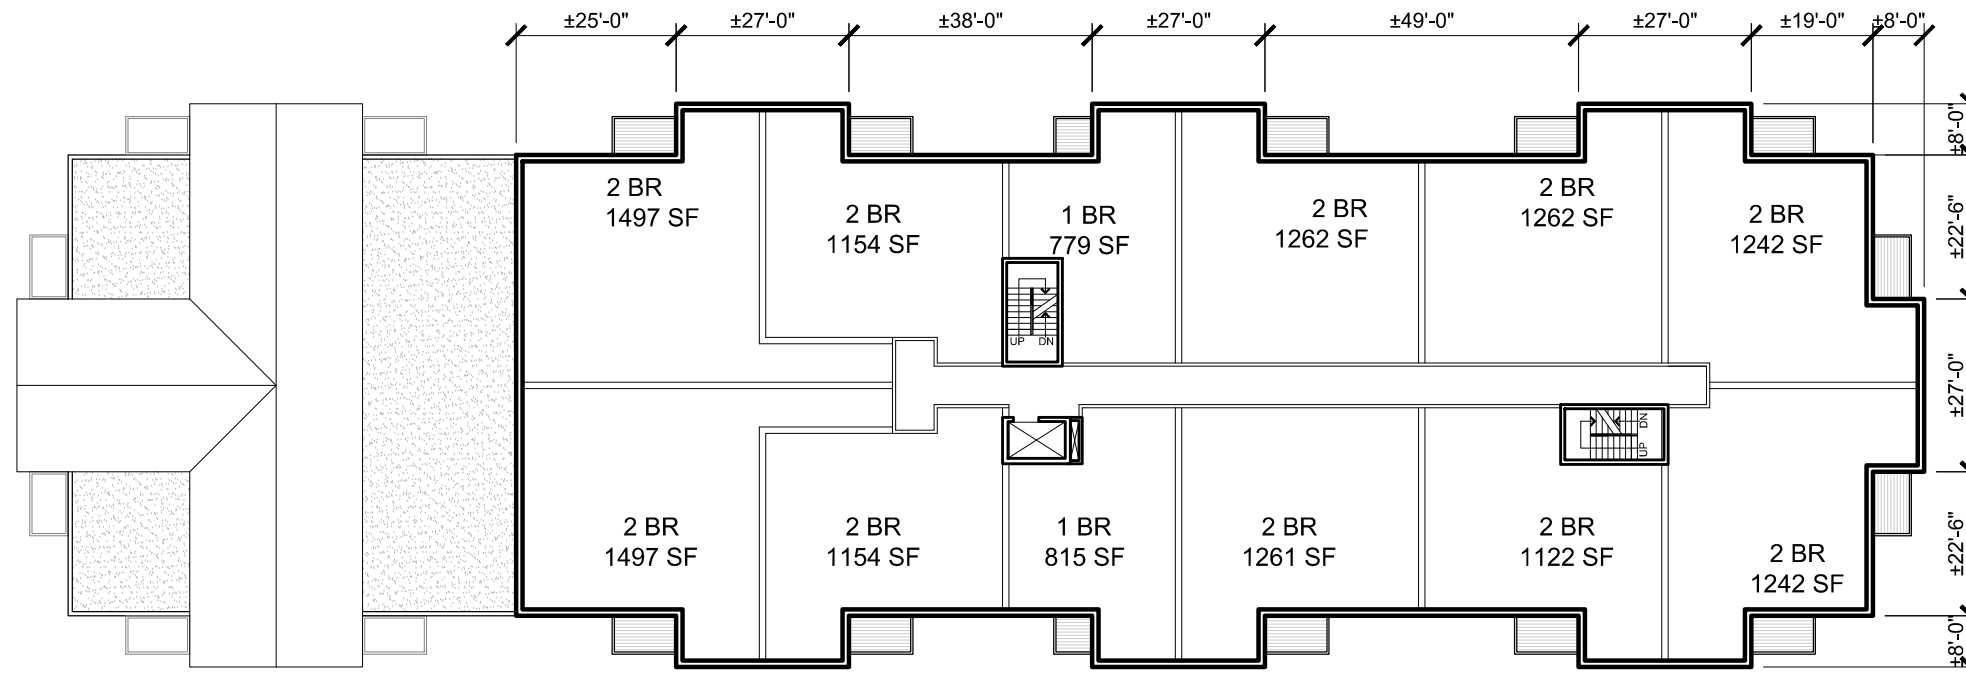 ±25'-0" ±27'-0" ±38'-0" ±27'-0" ±49'-0" ±27'-0" ±19'-0" ±8'-0"
±8'-0"
±22'-6"
±27'-0"
±22'-6"
±8'-0"
2 BR
1497 SF
2 BR
1154 SF
1 BR
779 SF
2 BR
1262 SF
2 BR
1262 SF
2 BR
1242 SF
UP DN
UP DN
2 BR
1497 SF
2 BR
1154 SF
1 BR
815 SF
2 BR
1261 SF
2 BR
1122 SF
2 BR
1242 SF